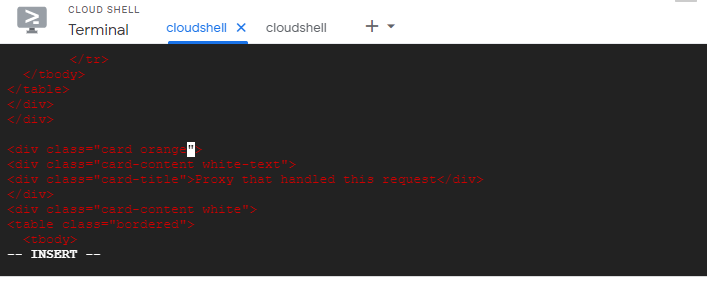 CLOUD SHELL
Terminal
cloudshell
cloudshell
        </tr>
  </tbody>
</table>
</div>
</div>
<div class="card orange">
<div class="card-content white-text">
<div class="card-title">Proxy that handled this request</div>
</div>
<div class="card-content white">
<table class="bordered">
  <tbody>
-- INSERT --